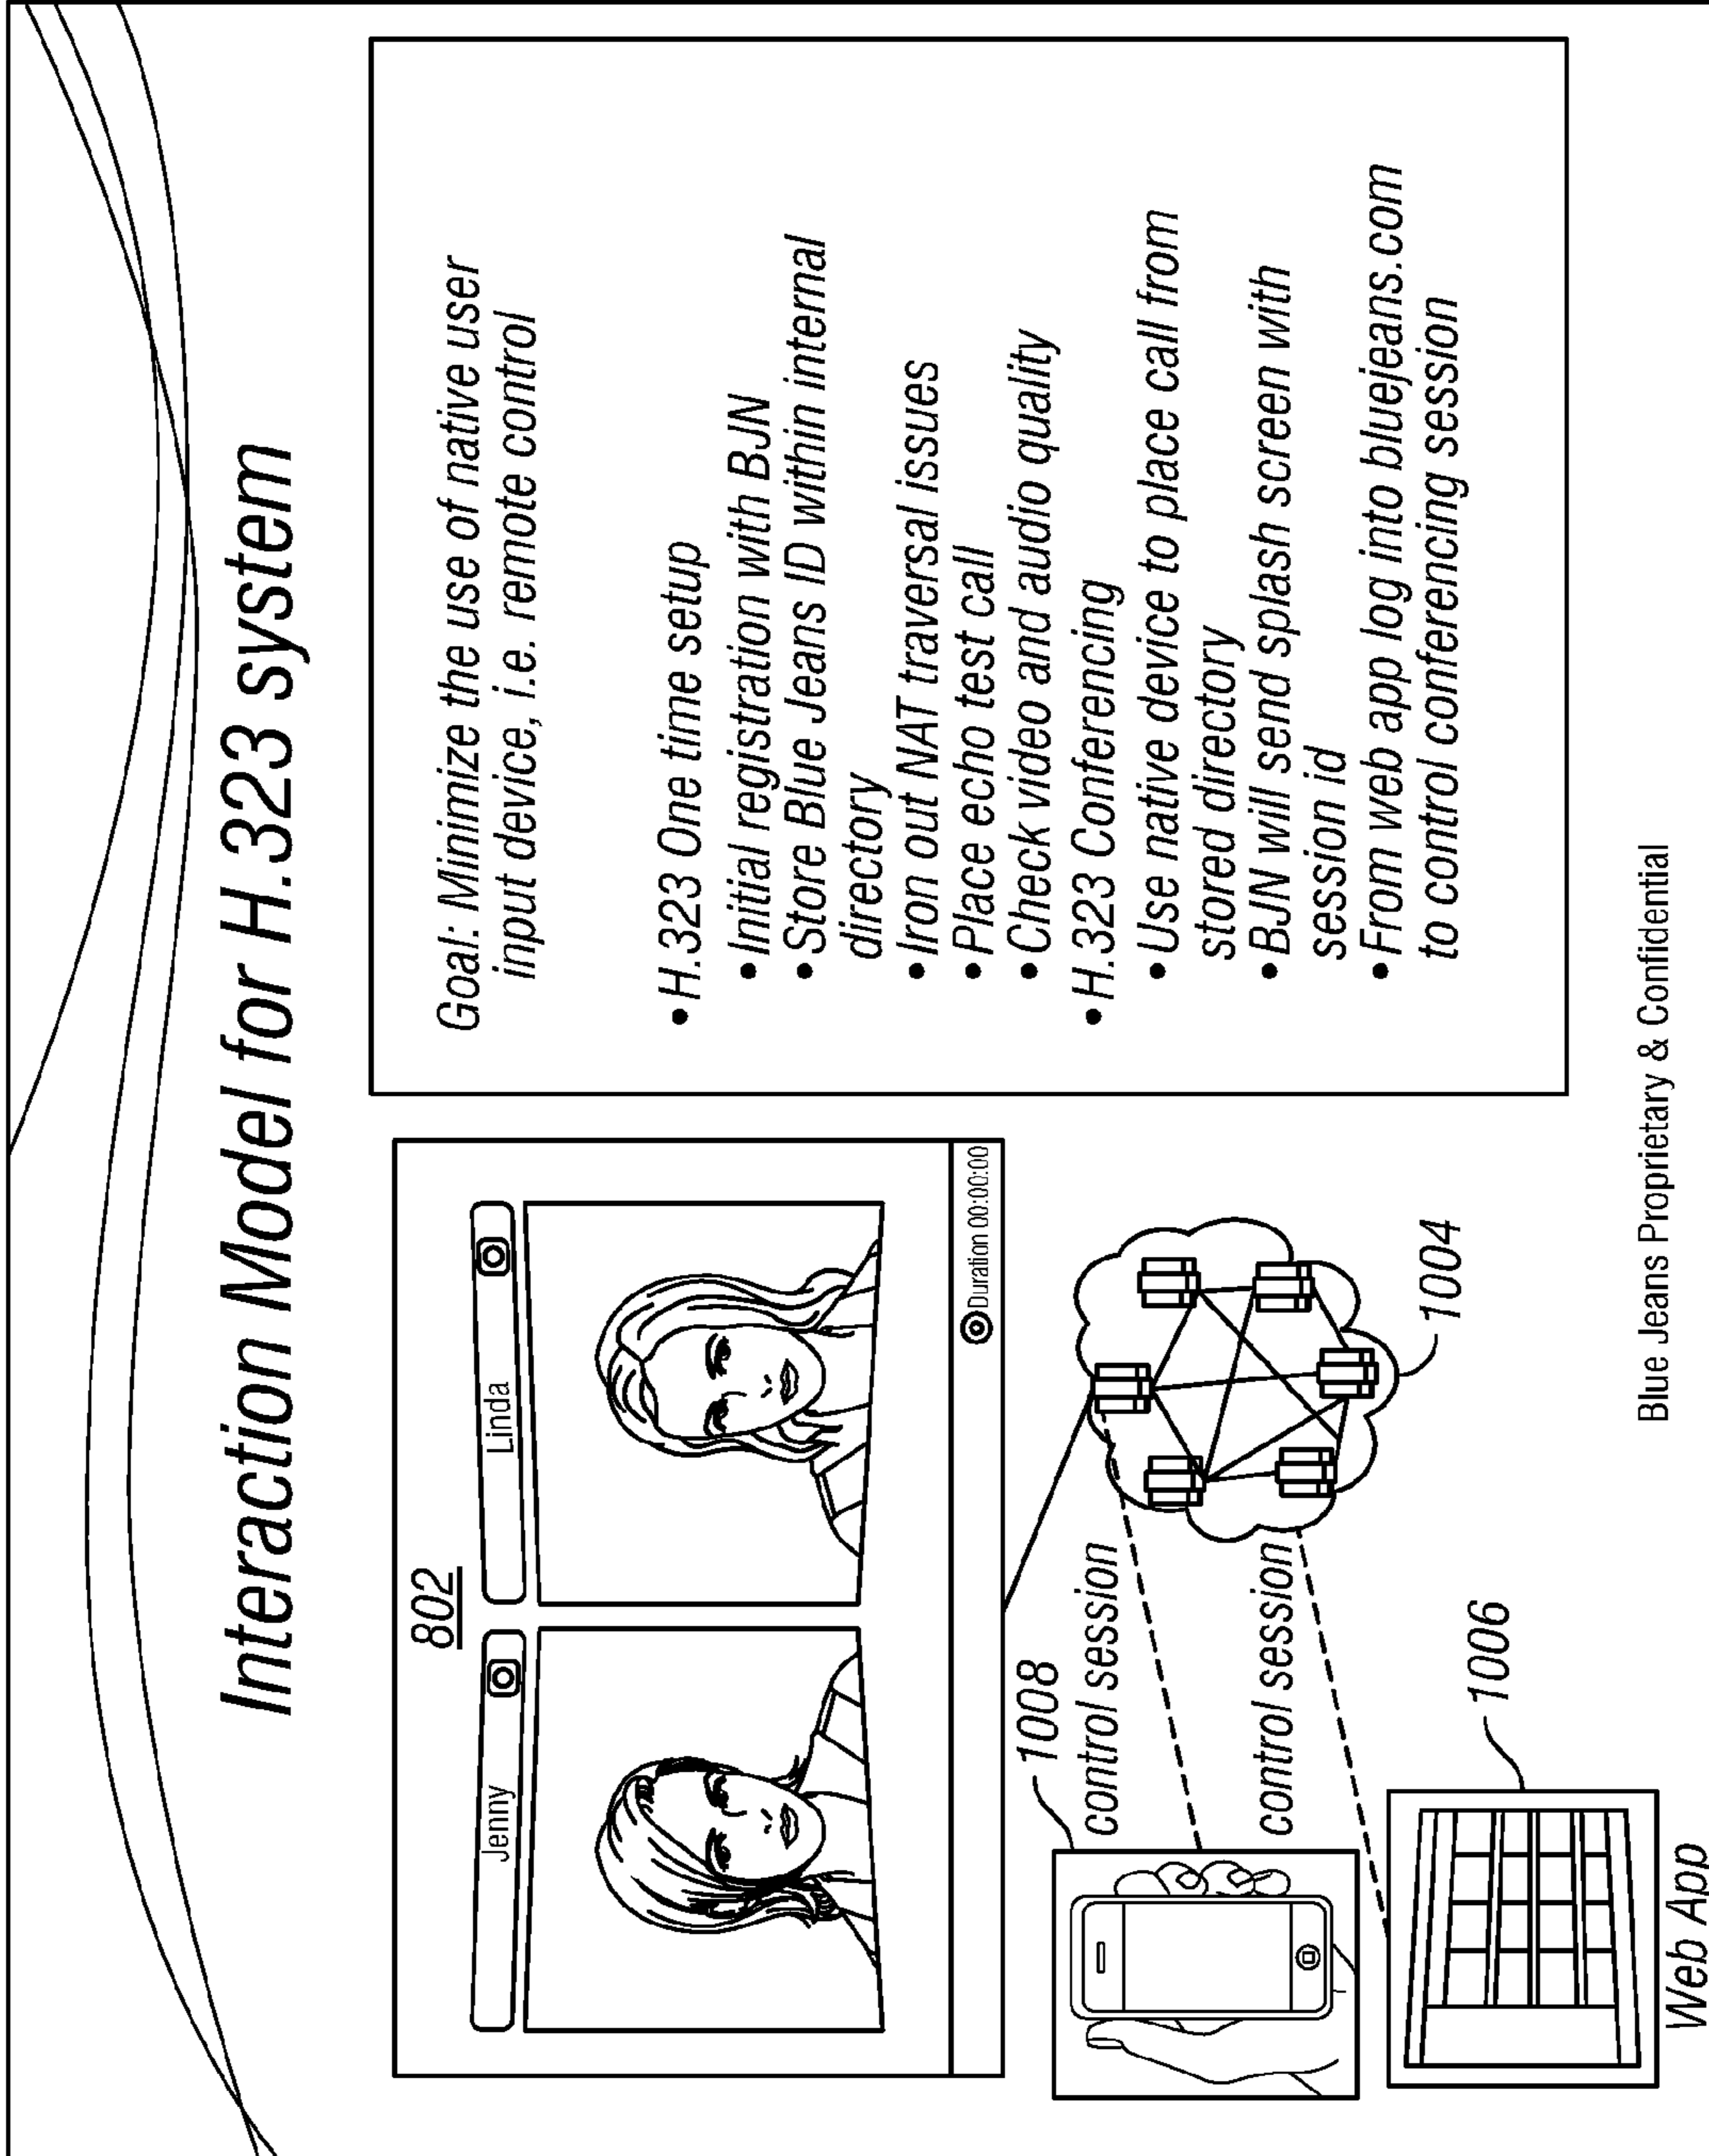 Interaction Model for H.323 system
802
Jenny
Linda
Duration 00:00:00
1008
control session
control session
1004
1006
Web App
Goal: Minimize the use of native user
input device, i.e. remote control
• H.323 One time setup
• Initial registration with BJN
• Store Blue Jeans ID within internal
directory
• Iron out NAT traversal issues
• Place echo test call
• Check video and audio quality
• H.323 Conferencing
• Use native device to place call from
stored directory
• BJN will send splash screen with
session id
• From web app log into bluejeans.com
to control conferencing session
Blue Jeans Proprietary & Confidential